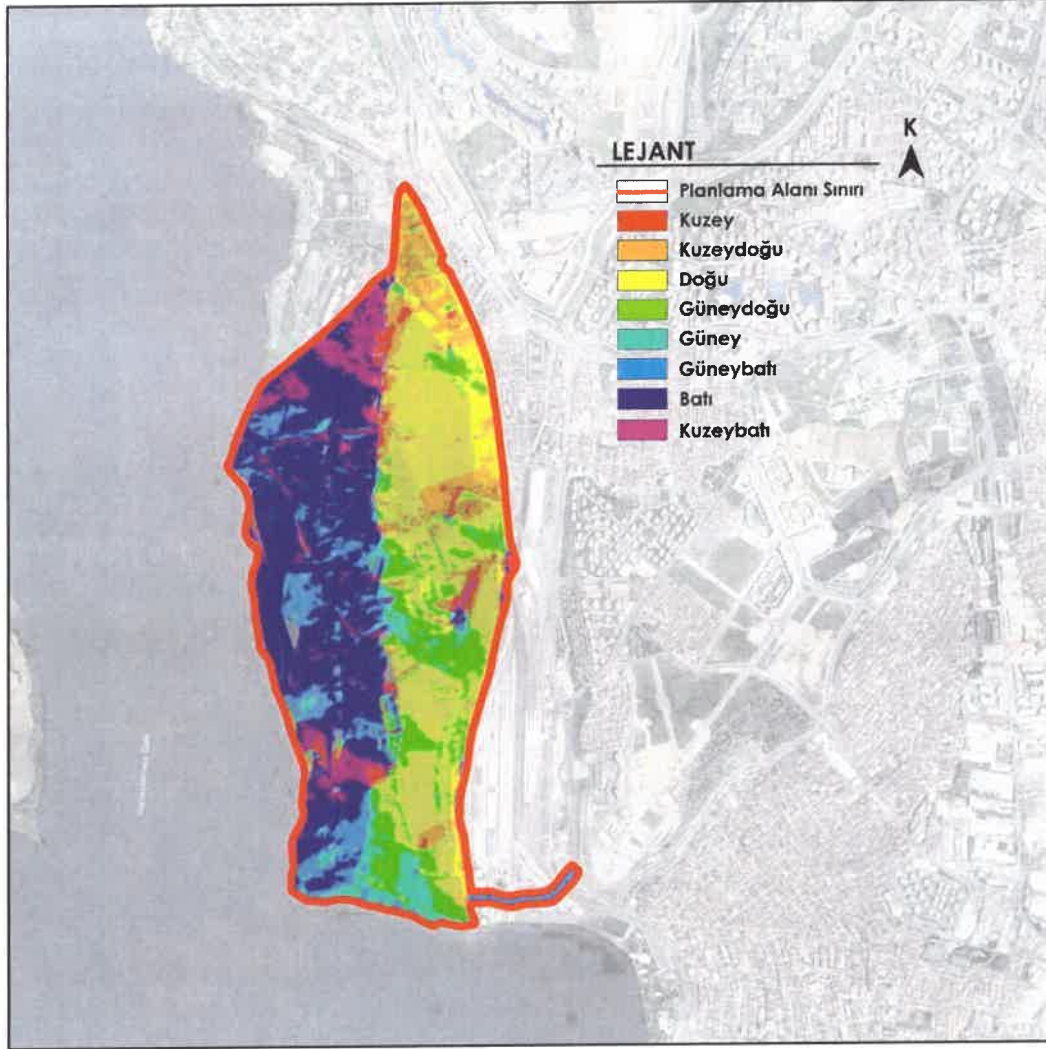 K
LEJANT
Planlama Alanı Sınırı
Kuzey
Kuzeydoğu
Doğu
Güneydoğu
Güney
Güneybatı
Batı
Kuzeybatı